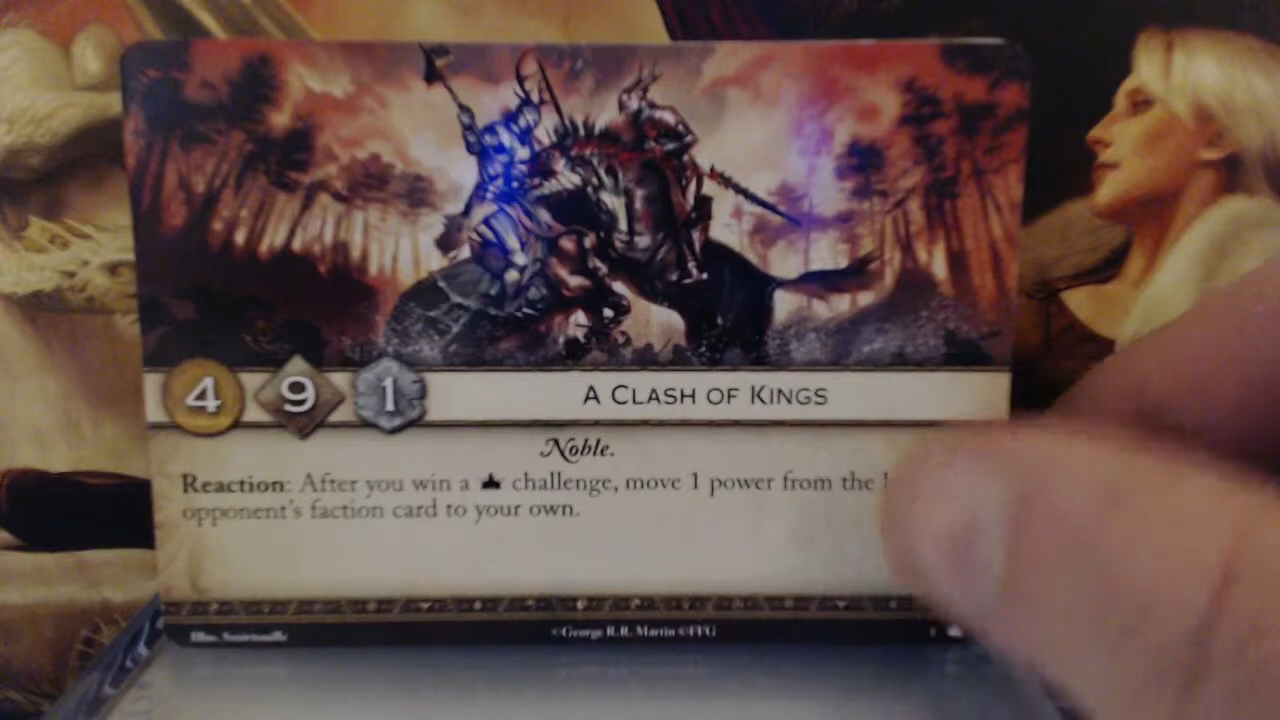 4 9 1 A CLASH OF KINGS
Noble.
Reaction: After you win a challenge, move 1 power from the
opponent's faction card to your own.
©George R.R. Martin ©FFG